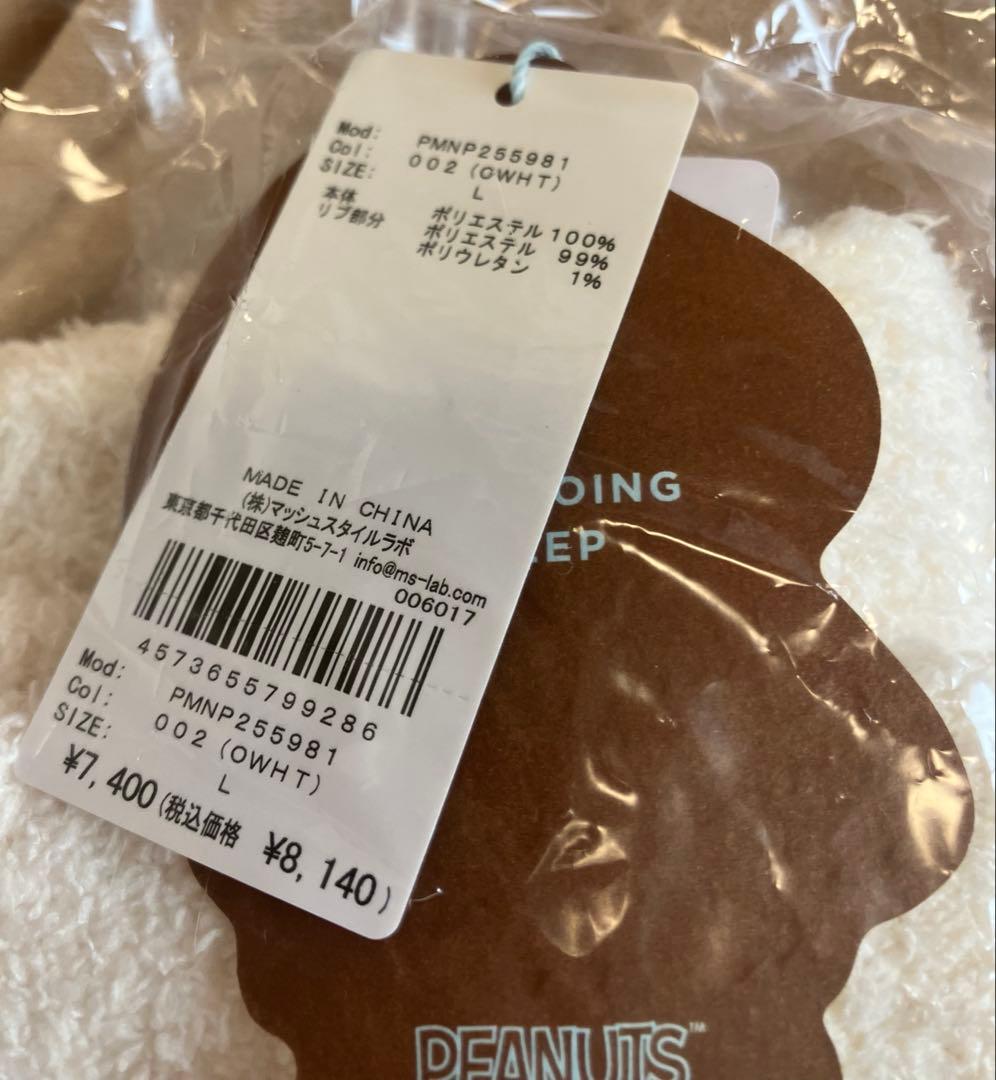 Mod: PMNP255981
Col: 002 (OWHT)
SIZE: L
本体 ポリエステル 100%
リブ部分 ポリエステル 99%
ポリウレタン 1%
MADE IN CHINA
(株)マッシュスタイルラボ
東京都千代田区麹町5-7-1 info@ms-lab.com
006017
4573655799286
Mod: PMNP255981
Col: 002 (OWHT)
SIZE: L
¥7,400(税込価格 ¥8,140)
OING
EP
PEANUTS™